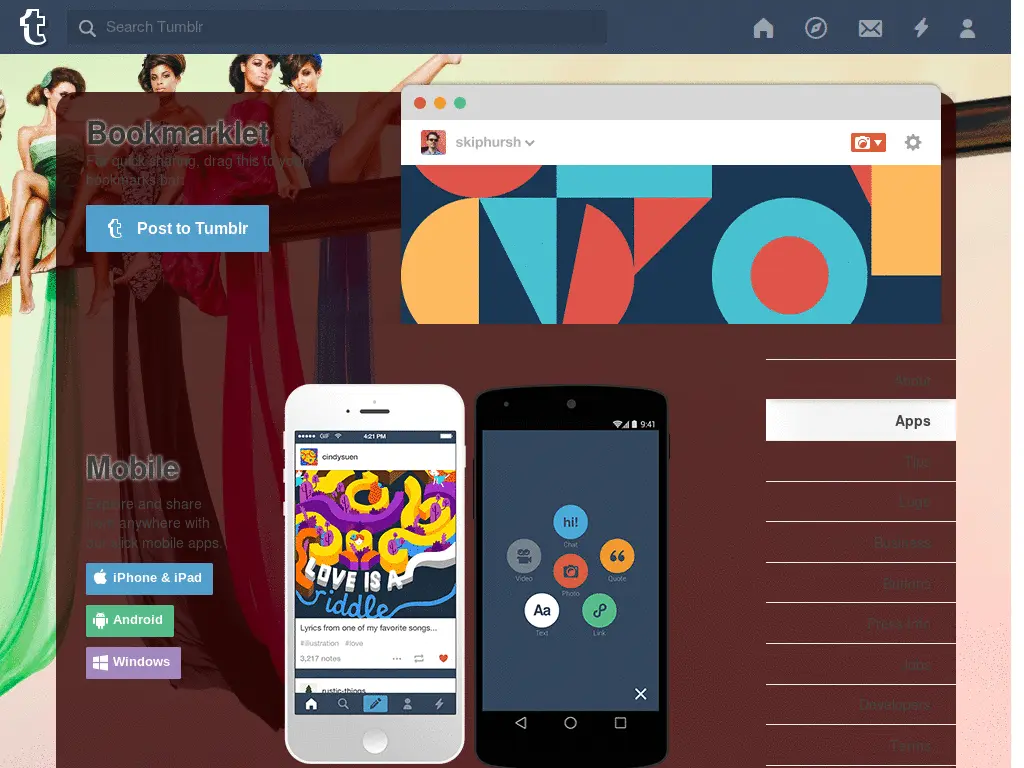 Search Tumblr
Bookmarklet
For quick sharing, drag this to your
bookmarks bar.
Post to Tumblr
skiphursh
About
Apps
Logo
Business
Buttons
Jobs
Developers
Terms
Mobile
Explore and share
from anywhere with
our slick mobile apps.
iPhone & iPad
Android
Windows
GIF
4:21 PM
cindysuen
LOVE IS A
riddle
Lyrics from one of my favorite songs...
#illustration #love
3,217 notes
rustic-things
9:41
hi!
Chat
Video
Quote
Photo
Aa
Text
Link